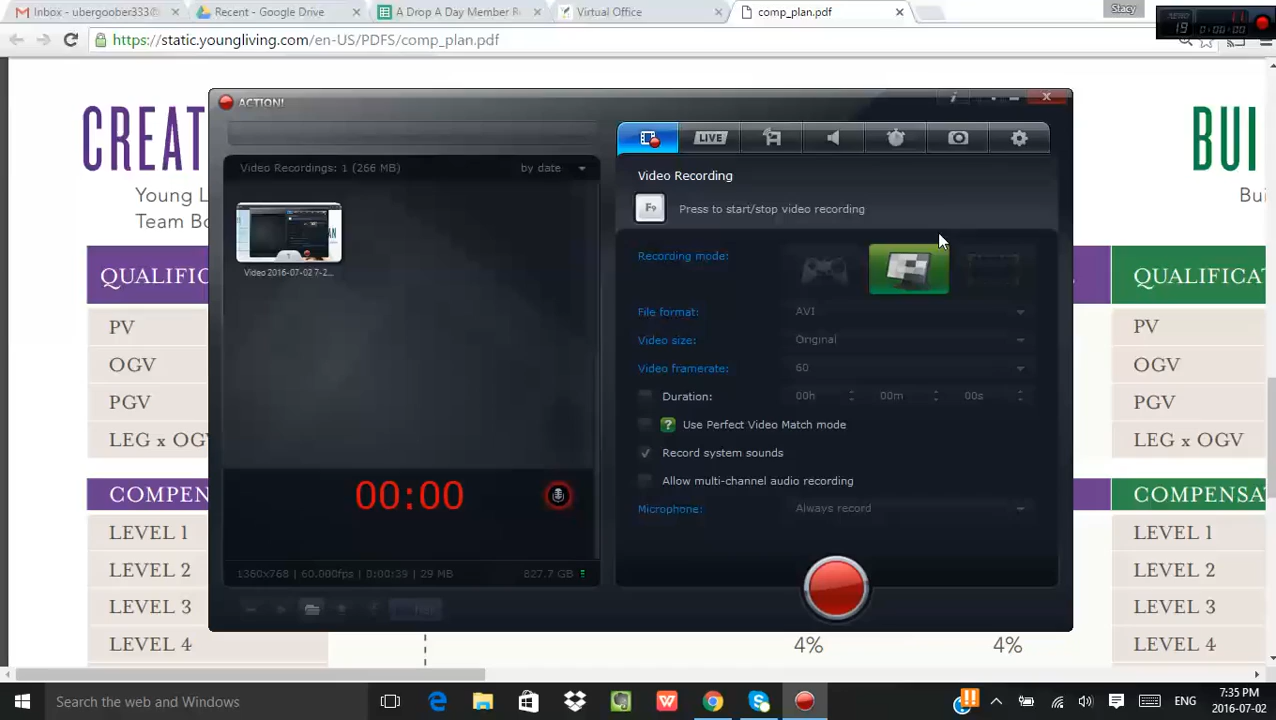 Inbox - ubergoober333@
Recent - Google Drive
A Drop A Day Member R
Virtual Office
comp_plan.pdf
Stacy
https://static.youngliving.com/en-US/PDFS/comp_plan.pdf
19
11
0:00:00
CREAT
Young L
Team Bo
BUI
Bui
ACTION!
LIVE
Video Recordings: 1 (266 MB)
by date
Video 2016-07-02 7-2...
Video Recording
F9
Press to start/stop video recording
Recording mode:
File format:
AVI
Video size:
Original
Video framerate:
60
Duration:
00h
00m
00s
? Use Perfect Video Match mode
Record system sounds
Allow multi-channel audio recording
Microphone:
Always record
00:00
1360x768 | 60.000fps | 0:00:39 | 29 MB
827.7 GB
QUALIFICA
PV
OGV
PGV
LEG x OGV
COMPEN
LEVEL 1
LEVEL 2
LEVEL 3
LEVEL 4
4%
4%
QUALIFICAT
PV
OGV
PGV
LEG x OGV
COMPENSA
LEVEL 1
LEVEL 2
LEVEL 3
LEVEL 4
Search the web and Windows
ENG
7:35 PM
2016-07-02